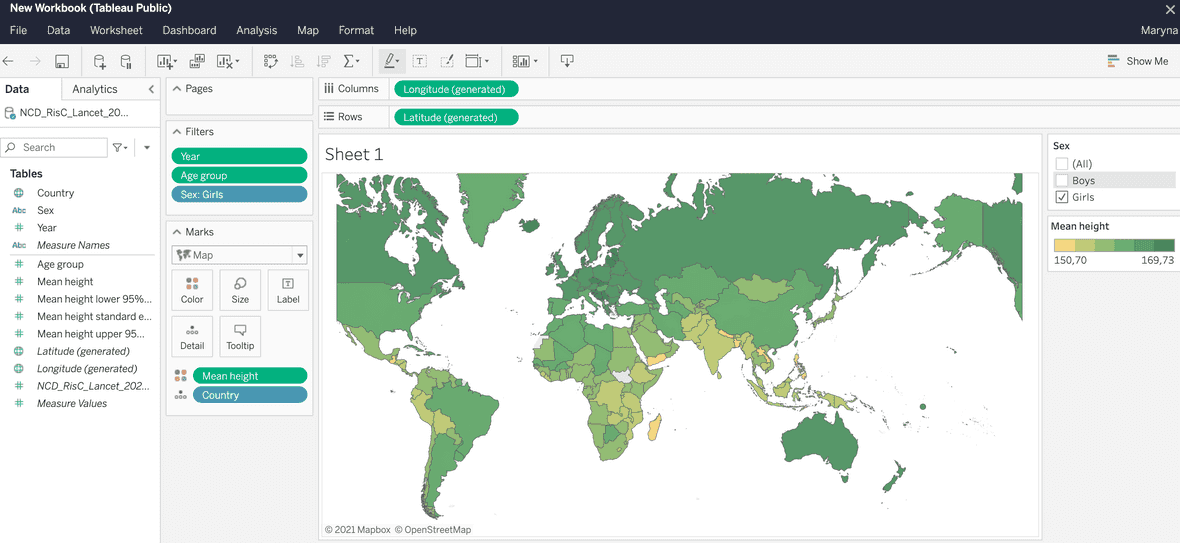 New Workbook (Tableau Public)
File Data Worksheet Dashboard Analysis Map Format Help Maryna
Show Me
Data Analytics
NCD_RisC_Lancet_20...
Search
Tables
Country
Abc Sex
Year
Abc Measure Names
Age group
Mean height
Mean height lower 95%...
Mean height standard e...
Mean height upper 95...
Latitude (generated)
Longitude (generated)
NCD_RisC_Lancet_202...
Measure Values
Pages
Filters
Year
Age group
Sex: Girls
Marks
Map
Color Size Label
Detail Tooltip
Mean height
Country
Columns Longitude (generated)
Rows Latitude (generated)
Sheet 1
© 2021 Mapbox © OpenStreetMap
Sex
(All)
Boys
Girls
Mean height
150,70 169,73